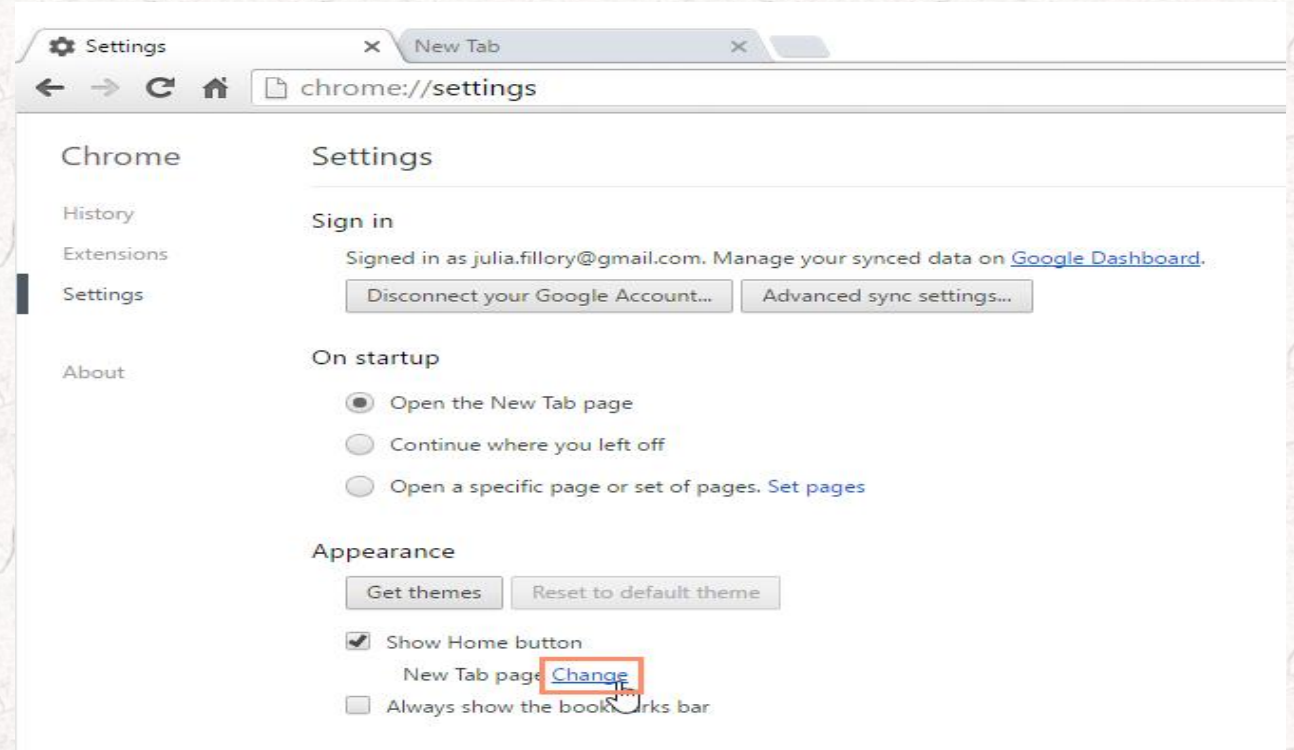 Settings
New Tab
chrome://settings
Chrome
Settings
History
Extensions
Settings
About
Sign in
Signed in as julia.fillory@gmail.com. Manage your synced data on Google Dashboard.
Disconnect your Google Account... Advanced sync settings...
On startup
Open the New Tab page
Continue where you left off
Open a specific page or set of pages. Set pages
Appearance
Get themes Reset to default theme
Show Home button
New Tab page Change
Always show the bookmarks bar